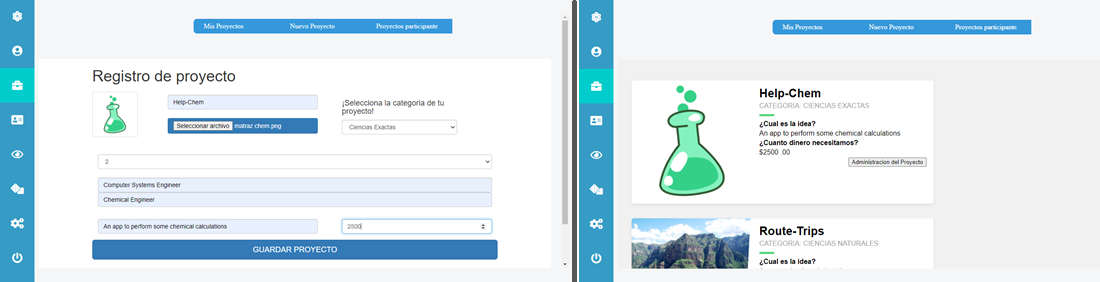 Mis Proyectos Nuevo Proyecto Proyectos participante
Registro de proyecto
Help-Chem
Seleccionar archivo matraz chem.png
¡Selecciona la categoria de tu
proyecto!
Ciencias Exactas
2
Computer Systems Engineer
Chemical Engineer
An app to perform some chemical calculations
2500
GUARDAR PROYECTO
Mis Proyectos Nuevo Proyecto Proyectos participante
Help-Chem
CATEGORIA: CIENCIAS EXACTAS
¿Cual es la idea?
An app to perform some chemical calculations
¿Cuanto dinero necesitamos?
$2500 .00
Administracion del Proyecto
Route-Trips
CATEGORIA: CIENCIAS NATURALES
¿Cual es la idea?